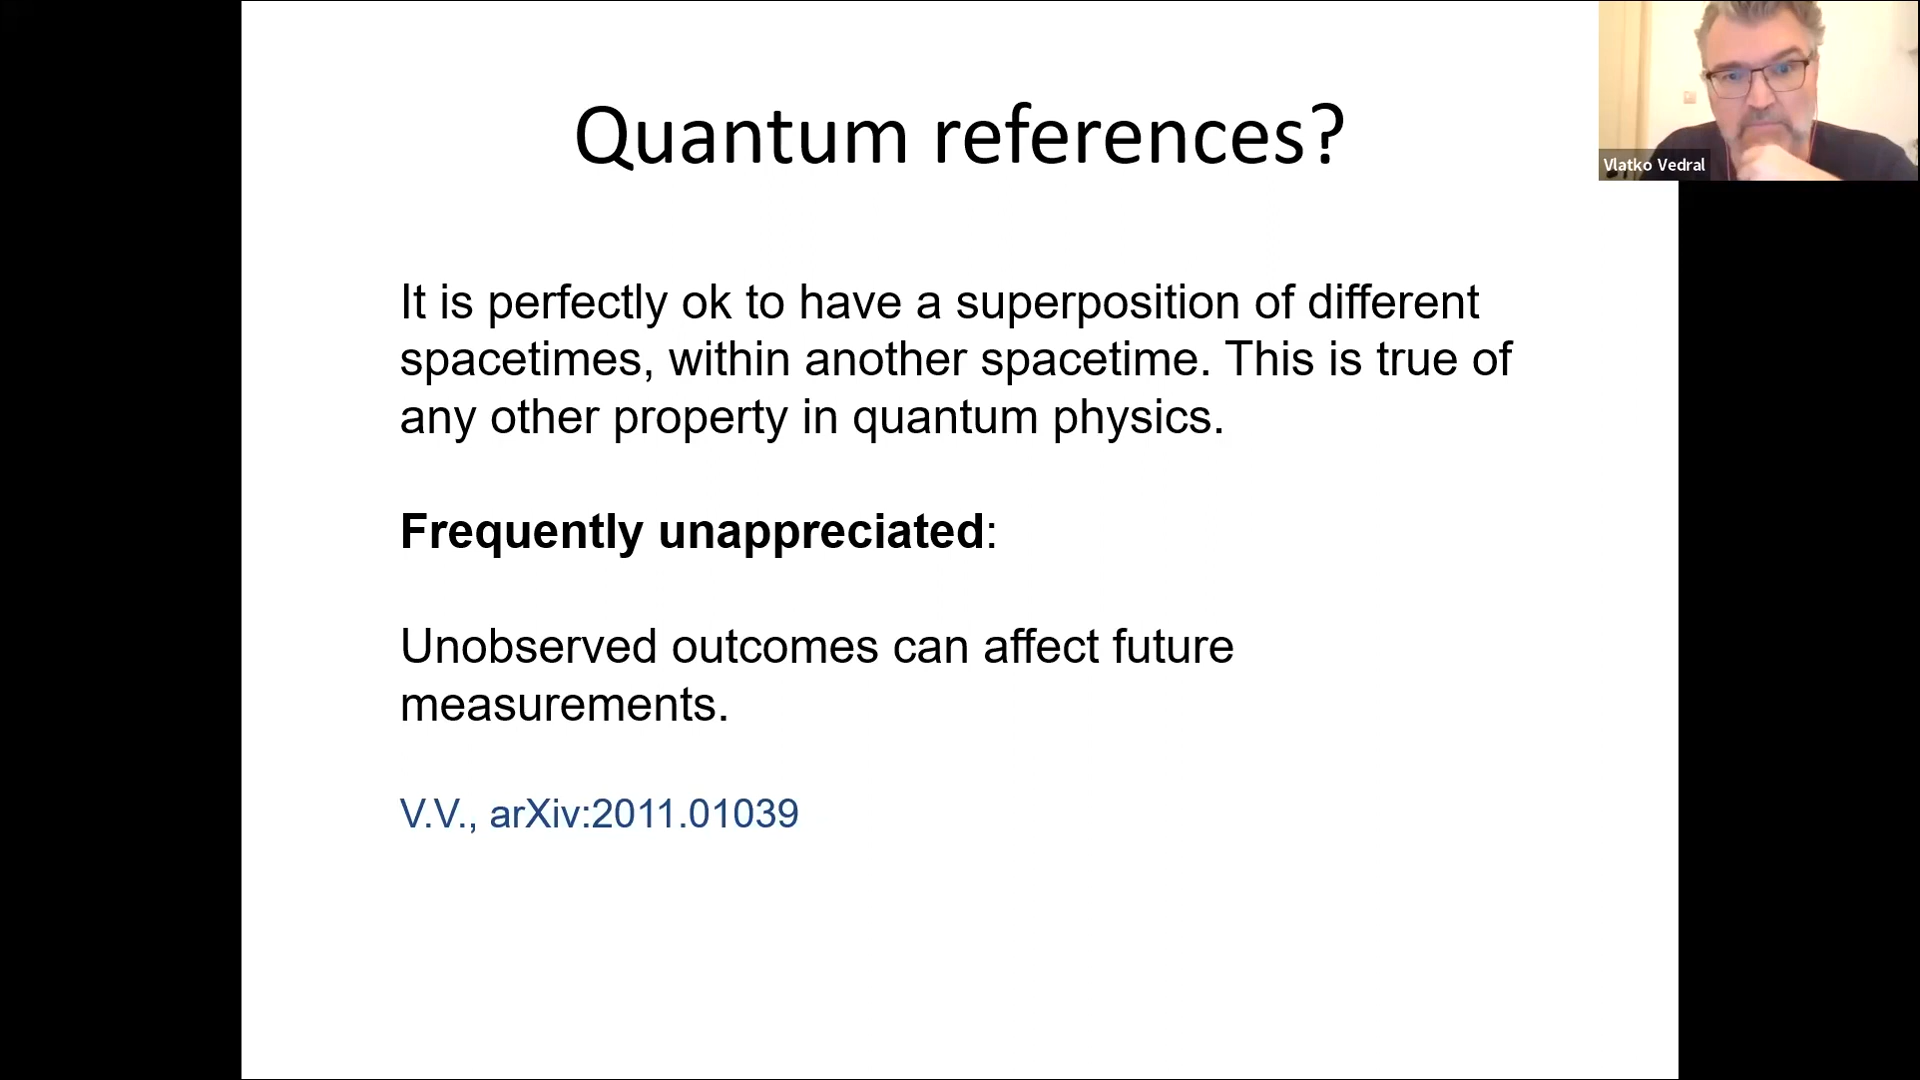 Quantum references?
Vlatko Vedral
It is perfectly ok to have a superposition of different
spacetimes, within another spacetime. This is true of
any other property in quantum physics.
Frequently unappreciated:
Unobserved outcomes can affect future
measurements.
V.V., arXiv:2011.01039